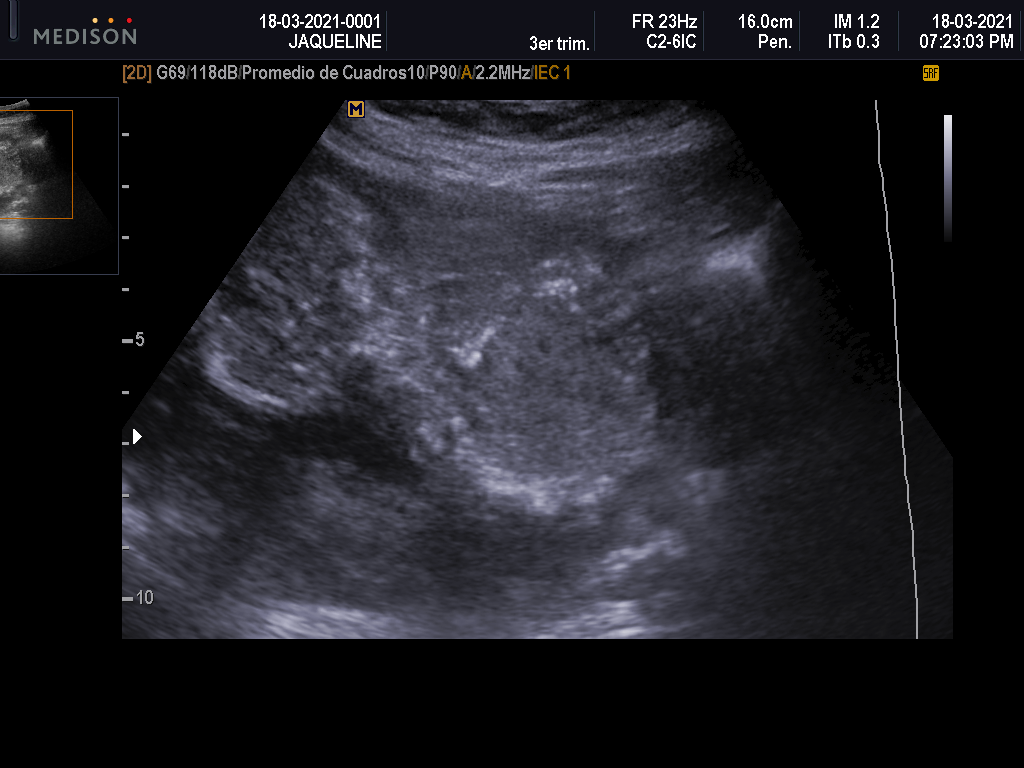 MEDISON
18-03-2021-0001
JAQUELINE
3er trim.
FR 23Hz
C2-6IC
16.0cm
Pen.
IM 1.2
ITb 0.3
18-03-2021
07:23:03 PM
[2D] G69/118dB/Promedio de Cuadros10/P90/A/2.2MHz/IEC 1
SRF
M
5
10